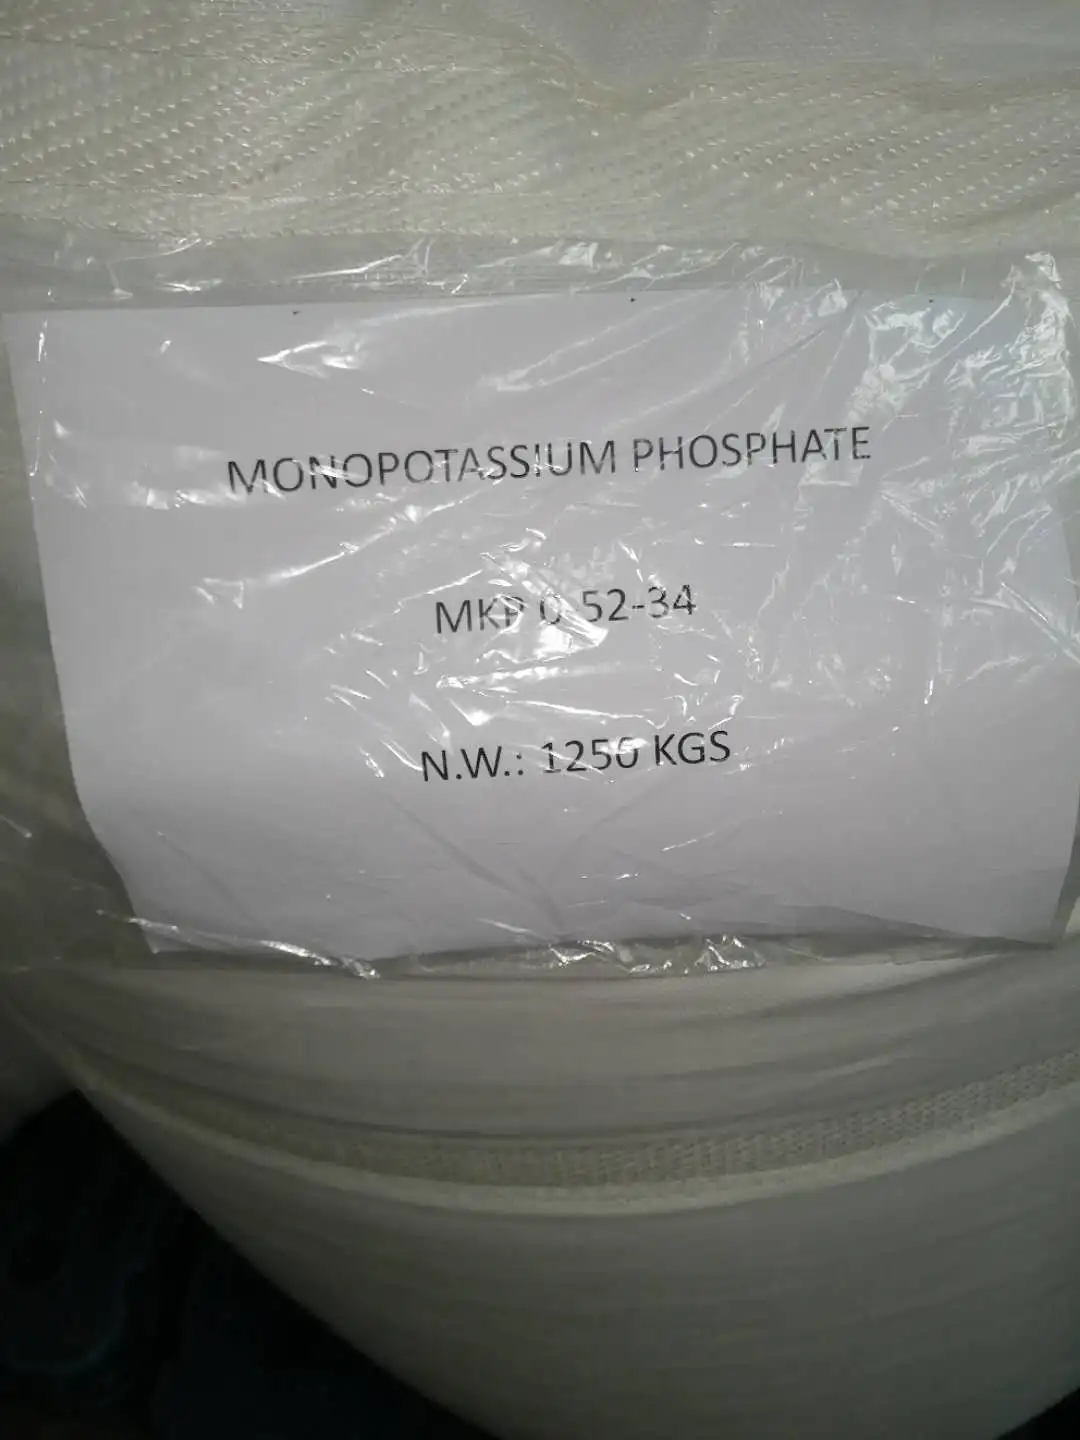 MONOPOTASSIUM PHOSPHATE
MKP 0-52-34
N.W.: 1250 KGS